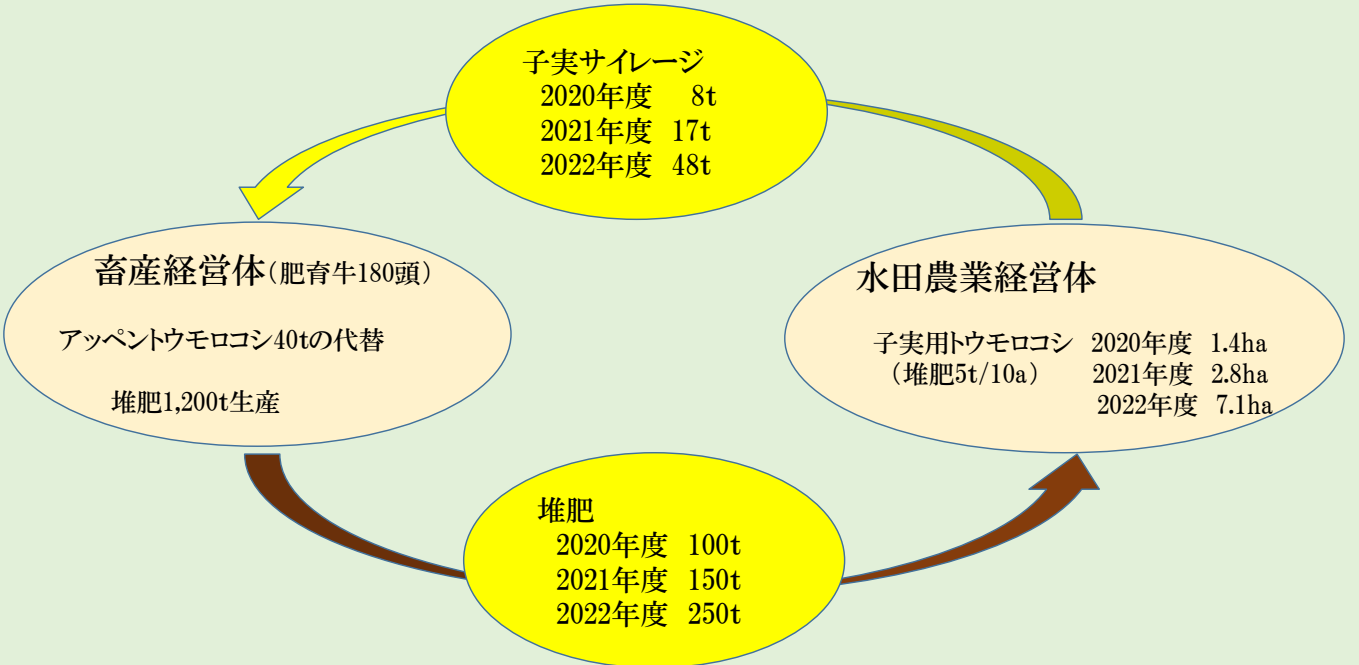 子実サイレージ
2020年度 8t
2021年度 17t
2022年度 48t
畜産経営体(肥育牛180頭)
アッペントウモロコシ40tの代替
堆肥1,200t生産
水田農業経営体
子実用トウモロコシ 2020年度 1.4ha
(堆肥5t/10a) 2021年度 2.8ha
2022年度 7.1ha
堆肥
2020年度 100t
2021年度 150t
2022年度 250t